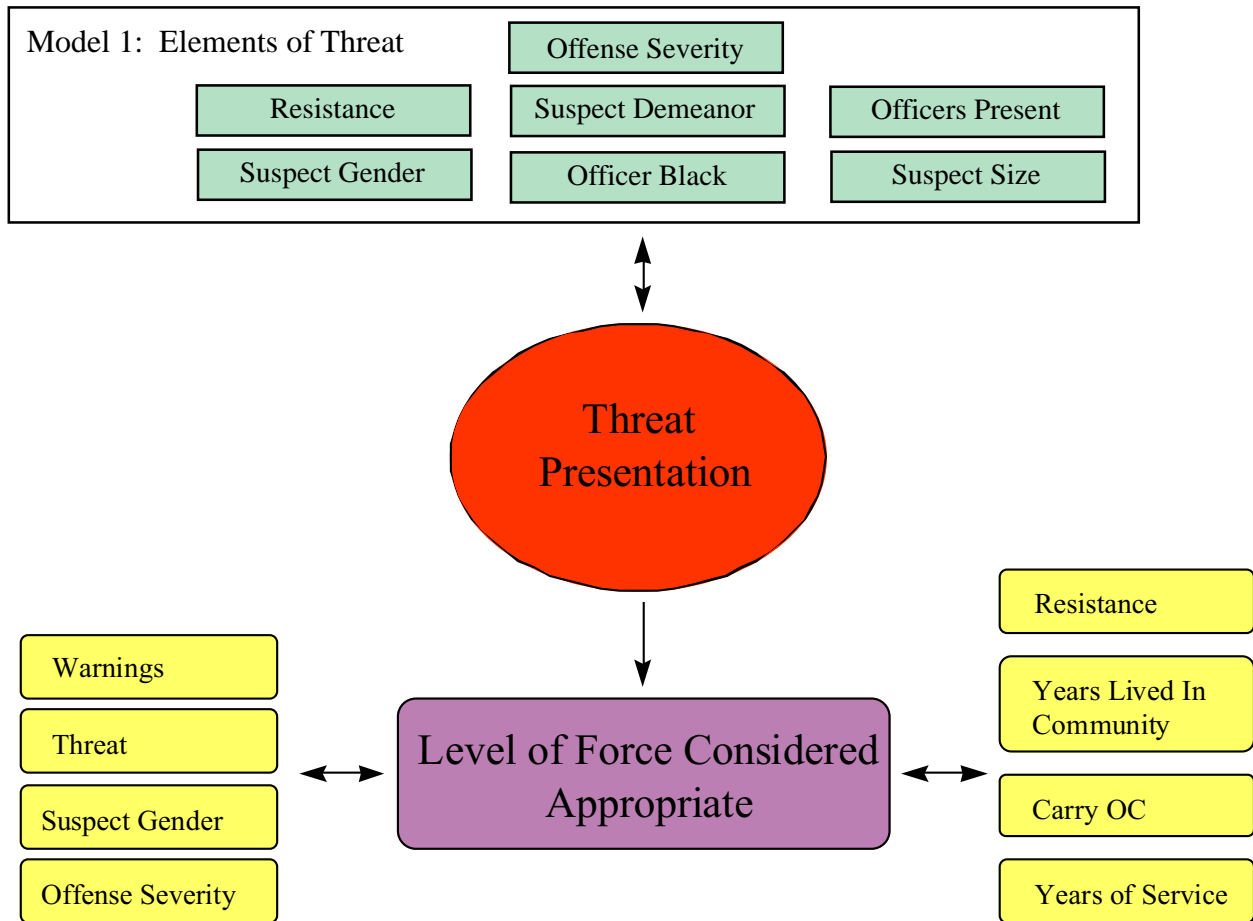 Model 1: Elements of Threat
Offense Severity
Resistance
Suspect Demeanor
Officers Present
Suspect Gender
Officer Black
Suspect Size
Threat
Presentation
Level of Force Considered
Appropriate
Warnings
Threat
Suspect Gender
Offense Severity
Resistance
Years Lived In
Community
Carry OC
Years of Service